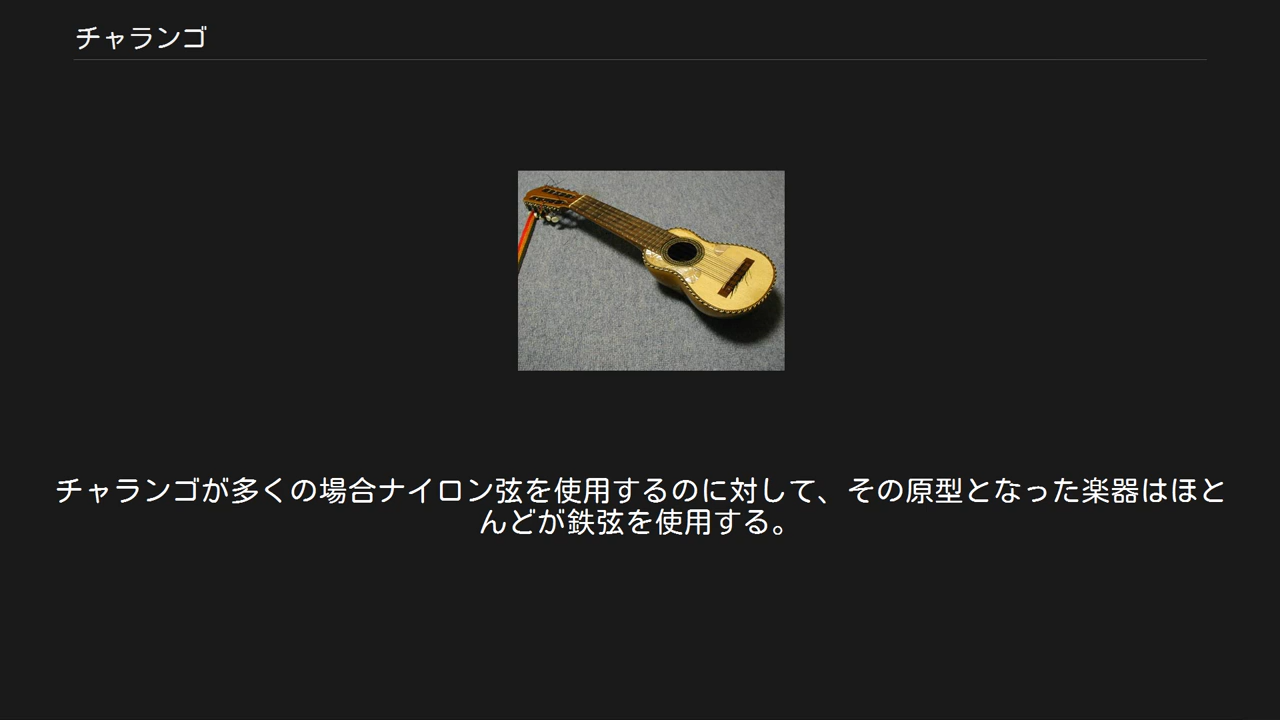 チャランゴ
チャランゴが多くの場合ナイロン弦を使用するのに対して、その原型となった楽器はほと
んどが鉄弦を使用する。